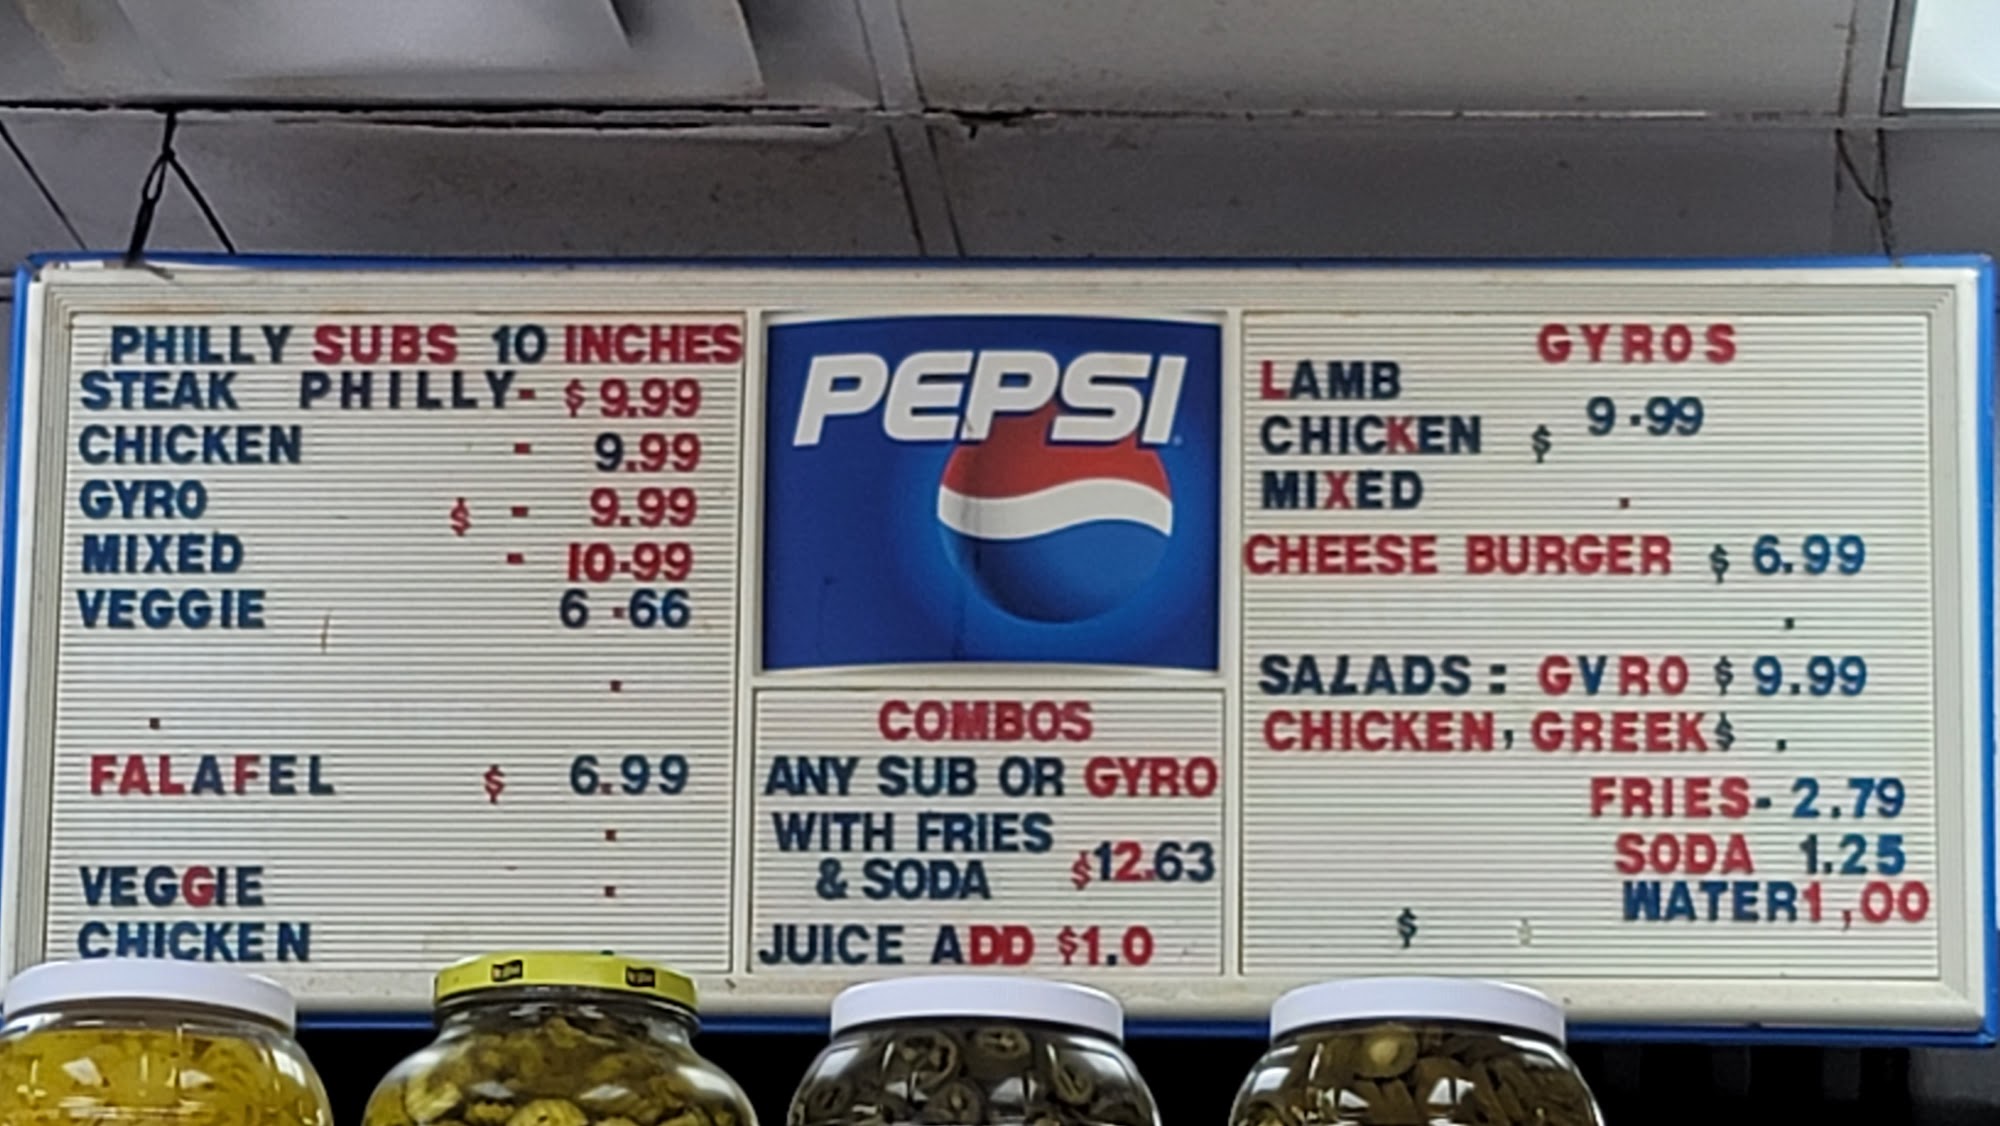 PHILLY SUBS 10 INCHES
STEAK PHILLY- $ 9.99
CHICKEN - 9.99
GYRO $ - 9.99
MIXED - 10.99
VEGGIE 6 .66
.
.
FALAFEL $ 6.99
.
VEGGIE .
CHICKEN .
PEPSI
COMBOS
ANY SUB OR GYRO
WITH FRIES
& SODA $12.63
JUICE ADD $1.0
GYROS
LAMB
CHICKEN $ 9.99
MIXED .
CHEESE BURGER $ 6.99
.
SALADS: GVRO $ 9.99
CHICKEN, GREEK $ .
FRIES- 2.79
SODA 1.25
WATER 1,00
$